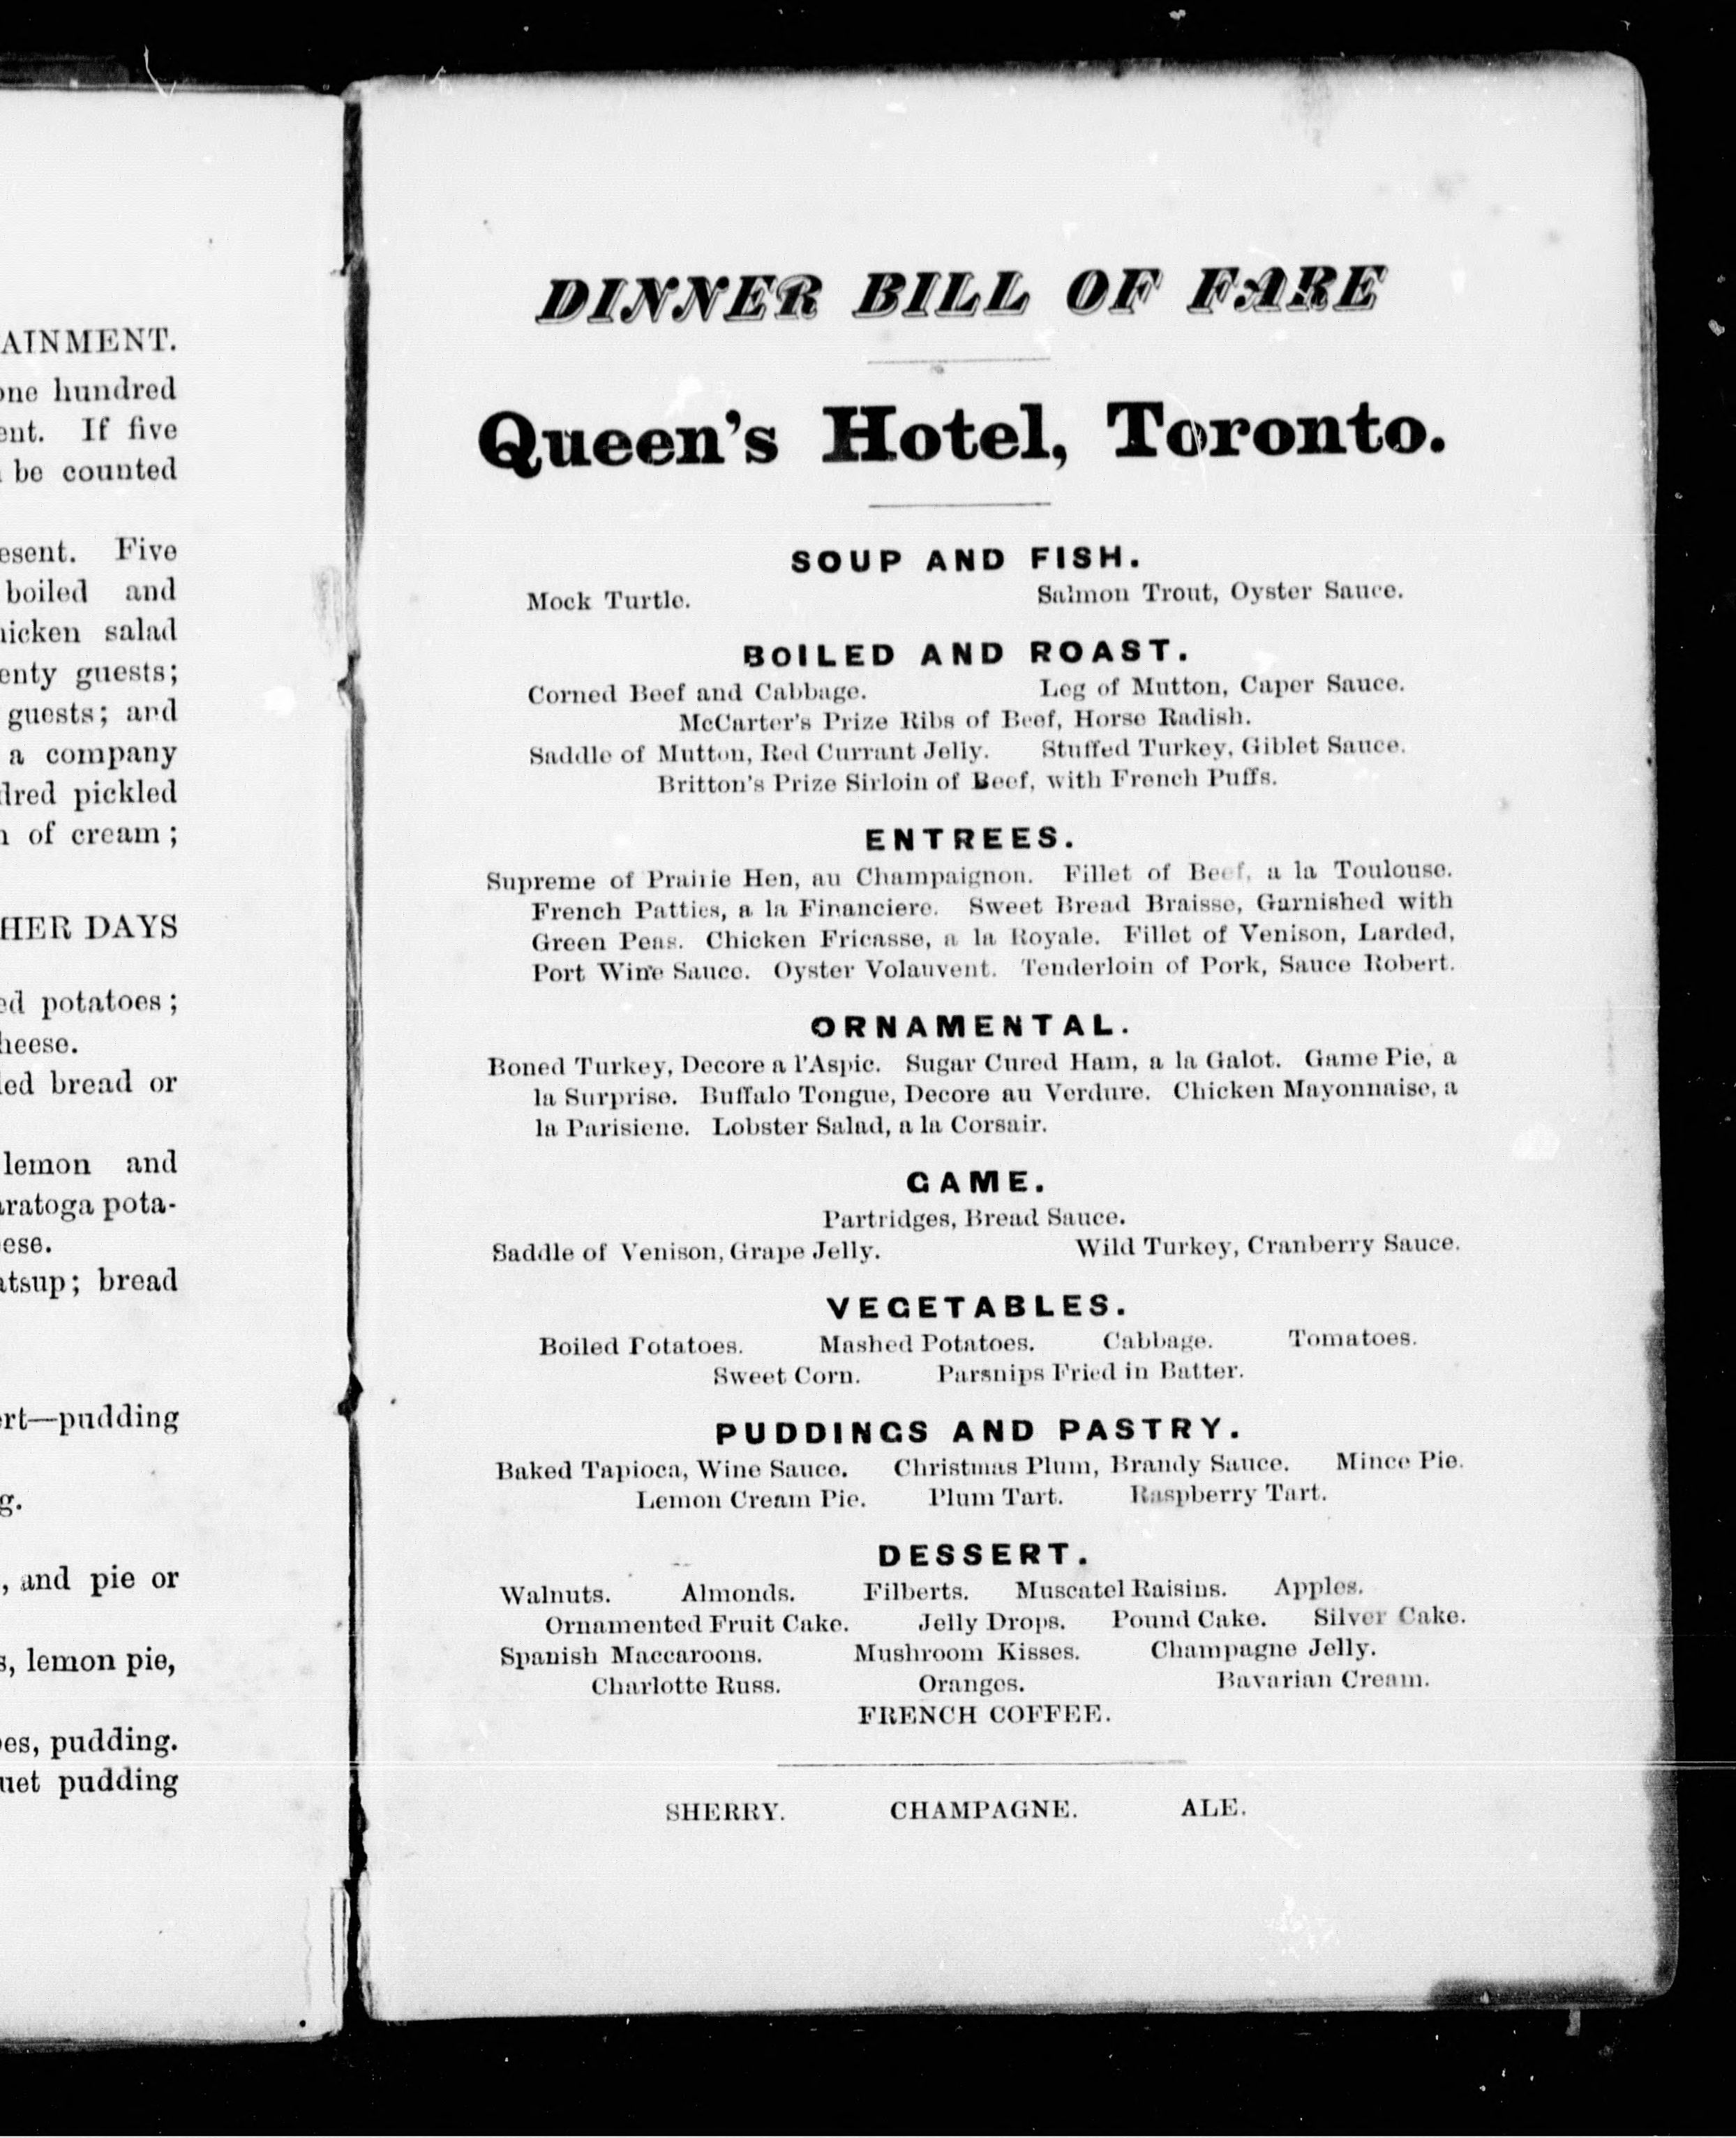 AINMENT.
one hundred
ent. If five
be counted
esent. Five
boiled and
hicken salad
enty guests;
guests; and
a company
dred pickled
of cream;
HER DAYS
ed potatoes;
heese.
led bread or
lemon and
aratoga pota-
ese.
atsup; bread
ert—pudding
g.
, and pie or
s, lemon pie,
oes, pudding.
uet pudding
DINNER BILL OF FARE
Queen's Hotel, Toronto.
SOUP AND FISH.
Mock Turtle. Salmon Trout, Oyster Sauce.
BOILED AND ROAST.
Corned Beef and Cabbage. Leg of Mutton, Caper Sauce.
McCarter's Prize Ribs of Beef, Horse Radish.
Saddle of Mutton, Red Currant Jelly. Stuffed Turkey, Giblet Sauce.
Britton's Prize Sirloin of Beef, with French Puffs.
ENTREES.
Supreme of Prairie Hen, au Champaignon. Fillet of Beef, a la Toulouse.
French Patties, a la Financiere. Sweet Bread Braisse, Garnished with
Green Peas. Chicken Fricasse, a la Royale. Fillet of Venison, Larded,
Port Wine Sauce. Oyster Volauvent. Tenderloin of Pork, Sauce Robert.
ORNAMENTAL.
Boned Turkey, Decore a l'Aspic. Sugar Cured Ham, a la Galot. Game Pie, a
la Surprise. Buffalo Tongue, Decore au Verdure. Chicken Mayonnaise, a
la Parisiene. Lobster Salad, a la Corsair.
GAME.
Partridges, Bread Sauce.
Saddle of Venison, Grape Jelly. Wild Turkey, Cranberry Sauce.
VEGETABLES.
Boiled Potatoes. Mashed Potatoes. Cabbage. Tomatoes.
Sweet Corn. Parsnips Fried in Batter.
PUDDINGS AND PASTRY.
Baked Tapioca, Wine Sauce. Christmas Plum, Brandy Sauce. Mince Pie.
Lemon Cream Pie. Plum Tart. Raspberry Tart.
DESSERT.
Walnuts. Almonds. Filberts. Muscatel Raisins. Apples.
Ornamented Fruit Cake. Jelly Drops. Pound Cake. Silver Cake.
Spanish Maccaroons. Mushroom Kisses. Champagne Jelly.
Charlotte Russ. Oranges. Bavarian Cream.
FRENCH COFFEE.
SHERRY. CHAMPAGNE. ALE.